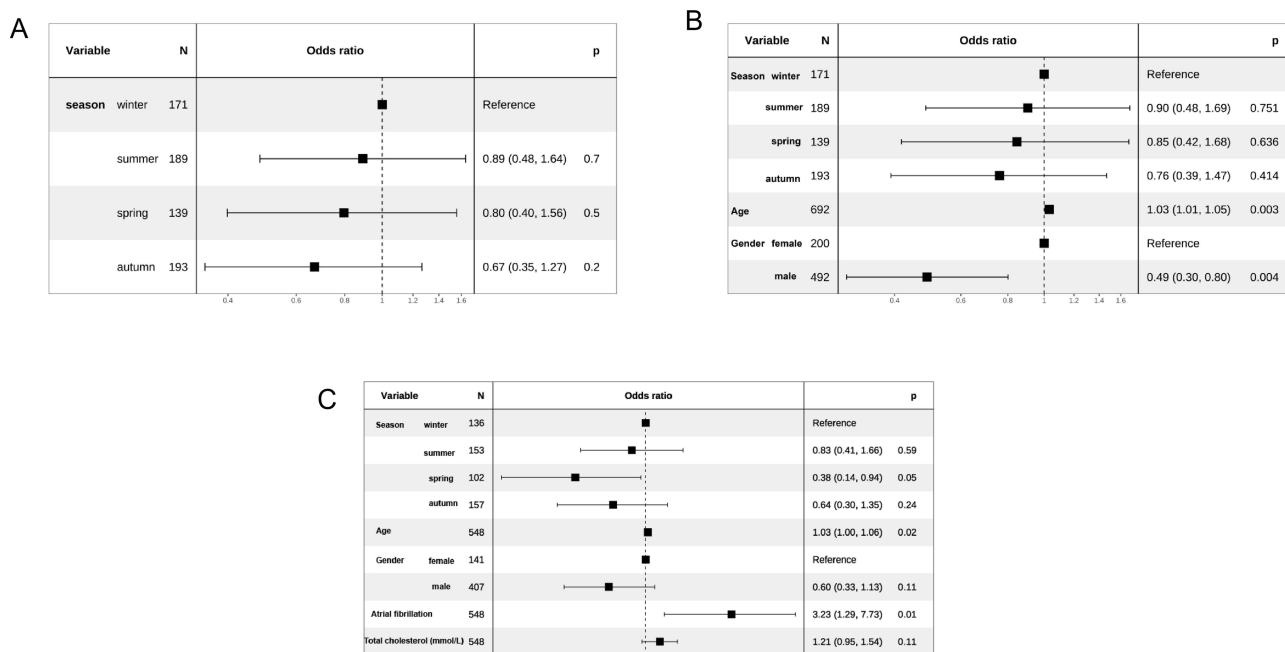 A
Variable N Odds ratio p
season winter 171 Reference
summer 189 0.89 (0.48, 1.64) 0.7
spring 139 0.80 (0.40, 1.56) 0.5
autumn 193 0.67 (0.35, 1.27) 0.2
0.4 0.6 0.8 1 1.2 1.4 1.6
B
Variable N Odds ratio p
Season winter 171 Reference
summer 189 0.90 (0.48, 1.69) 0.751
spring 139 0.85 (0.42, 1.68) 0.636
autumn 193 0.76 (0.39, 1.47) 0.414
Age 692 1.03 (1.01, 1.05) 0.003
Gender female 200 Reference
male 492 0.49 (0.30, 0.80) 0.004
0.4 0.6 0.8 1 1.2 1.4 1.6
C
Variable N Odds ratio p
Season winter 136 Reference
summer 153 0.83 (0.41, 1.66) 0.59
spring 102 0.38 (0.14, 0.94) 0.05
autumn 157 0.64 (0.30, 1.35) 0.24
Age 548 1.03 (1.00, 1.06) 0.02
Gender female 141 Reference
male 407 0.60 (0.33, 1.13) 0.11
Atrial fibrillation 548 3.23 (1.29, 7.73) 0.01
Total cholesterol (mmol/L) 548 1.21 (0.95, 1.54) 0.11